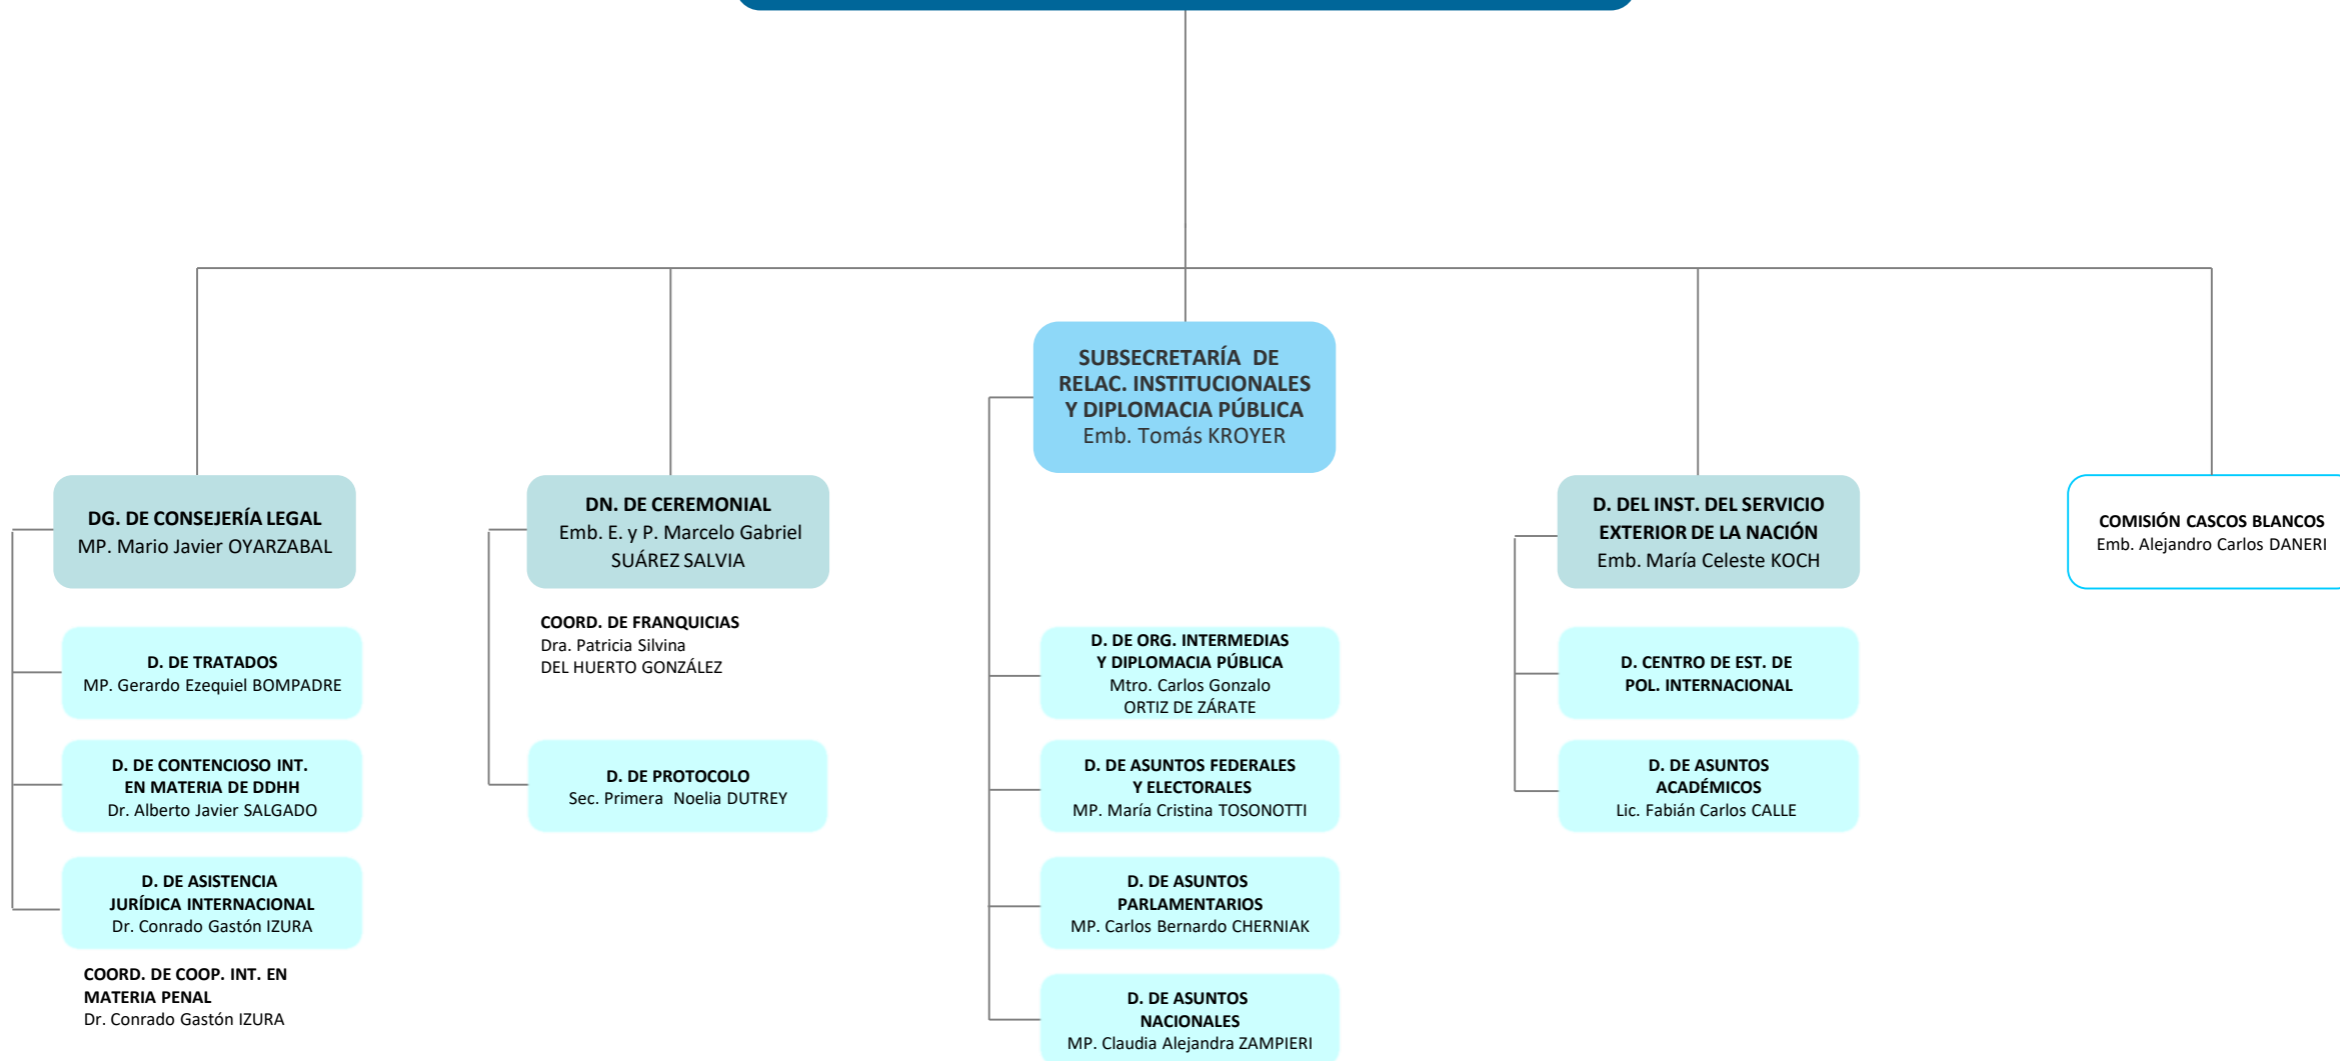 SUBSECRETARÍA DE
RELAC. INSTITUCIONALES
Y DIPLOMACIA PÚBLICA
Emb. Tomás KROYER
DG. DE CONSEJERÍA LEGAL
MP. Mario Javier OYARZABAL
D. DE TRATADOS
MP. Gerardo Ezequiel BOMPADRE
D. DE CONTENCIOSO INT.
EN MATERIA DE DDHH
Dr. Alberto Javier SALGADO
D. DE ASISTENCIA
JURÍDICA INTERNACIONAL
Dr. Conrado Gastón IZURA
COORD. DE COOP. INT. EN
MATERIA PENAL
Dr. Conrado Gastón IZURA
DN. DE CEREMONIAL
Emb. E. y P. Marcelo Gabriel
SUÁREZ SALVIA
COORD. DE FRANQUICIAS
Dra. Patricia Silvina
DEL HUERTO GONZÁLEZ
D. DE PROTOCOLO
Sec. Primera Noelia DUTREY
D. DE ORG. INTERMEDIAS
Y DIPLOMACIA PÚBLICA
Mtro. Carlos Gonzalo
ORTIZ DE ZÁRATE
D. DE ASUNTOS FEDERALES
Y ELECTORALES
MP. María Cristina TOSONOTTI
D. DE ASUNTOS
PARLAMENTARIOS
MP. Carlos Bernardo CHERNIAK
D. DE ASUNTOS
NACIONALES
MP. Claudia Alejandra ZAMPIERI
D. DEL INST. DEL SERVICIO
EXTERIOR DE LA NACIÓN
Emb. María Celeste KOCH
D. CENTRO DE EST. DE
POL. INTERNACIONAL
D. DE ASUNTOS
ACADÉMICOS
Lic. Fabián Carlos CALLE
COMISIÓN CASCOS BLANCOS
Emb. Alejandro Carlos DANERI